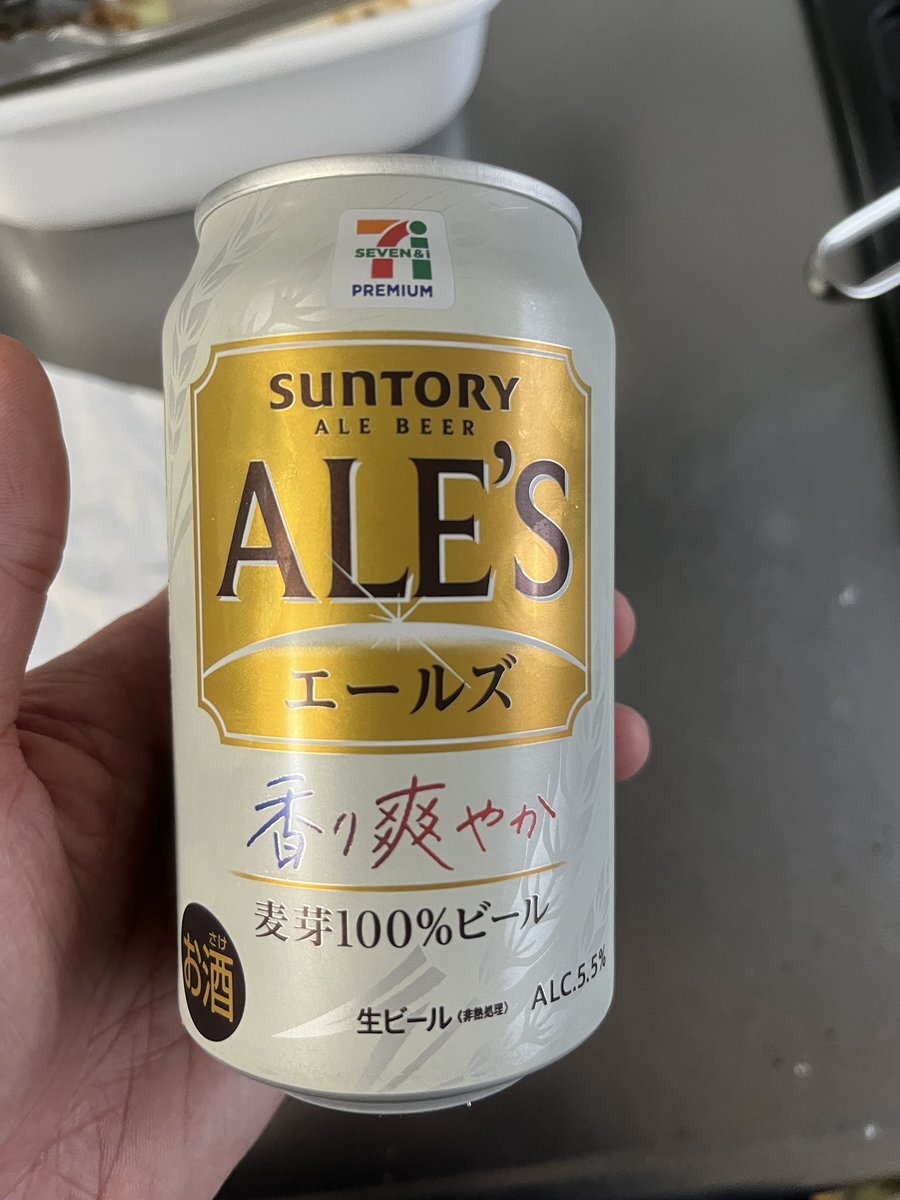 SEVEN&i
PREMIUM
SUNTORY
ALE BEER
ALE'S
エールズ
香り爽やか
麦芽100%ビール
さけ
お酒
ALC.5.5%
生ビール(非熱処理)